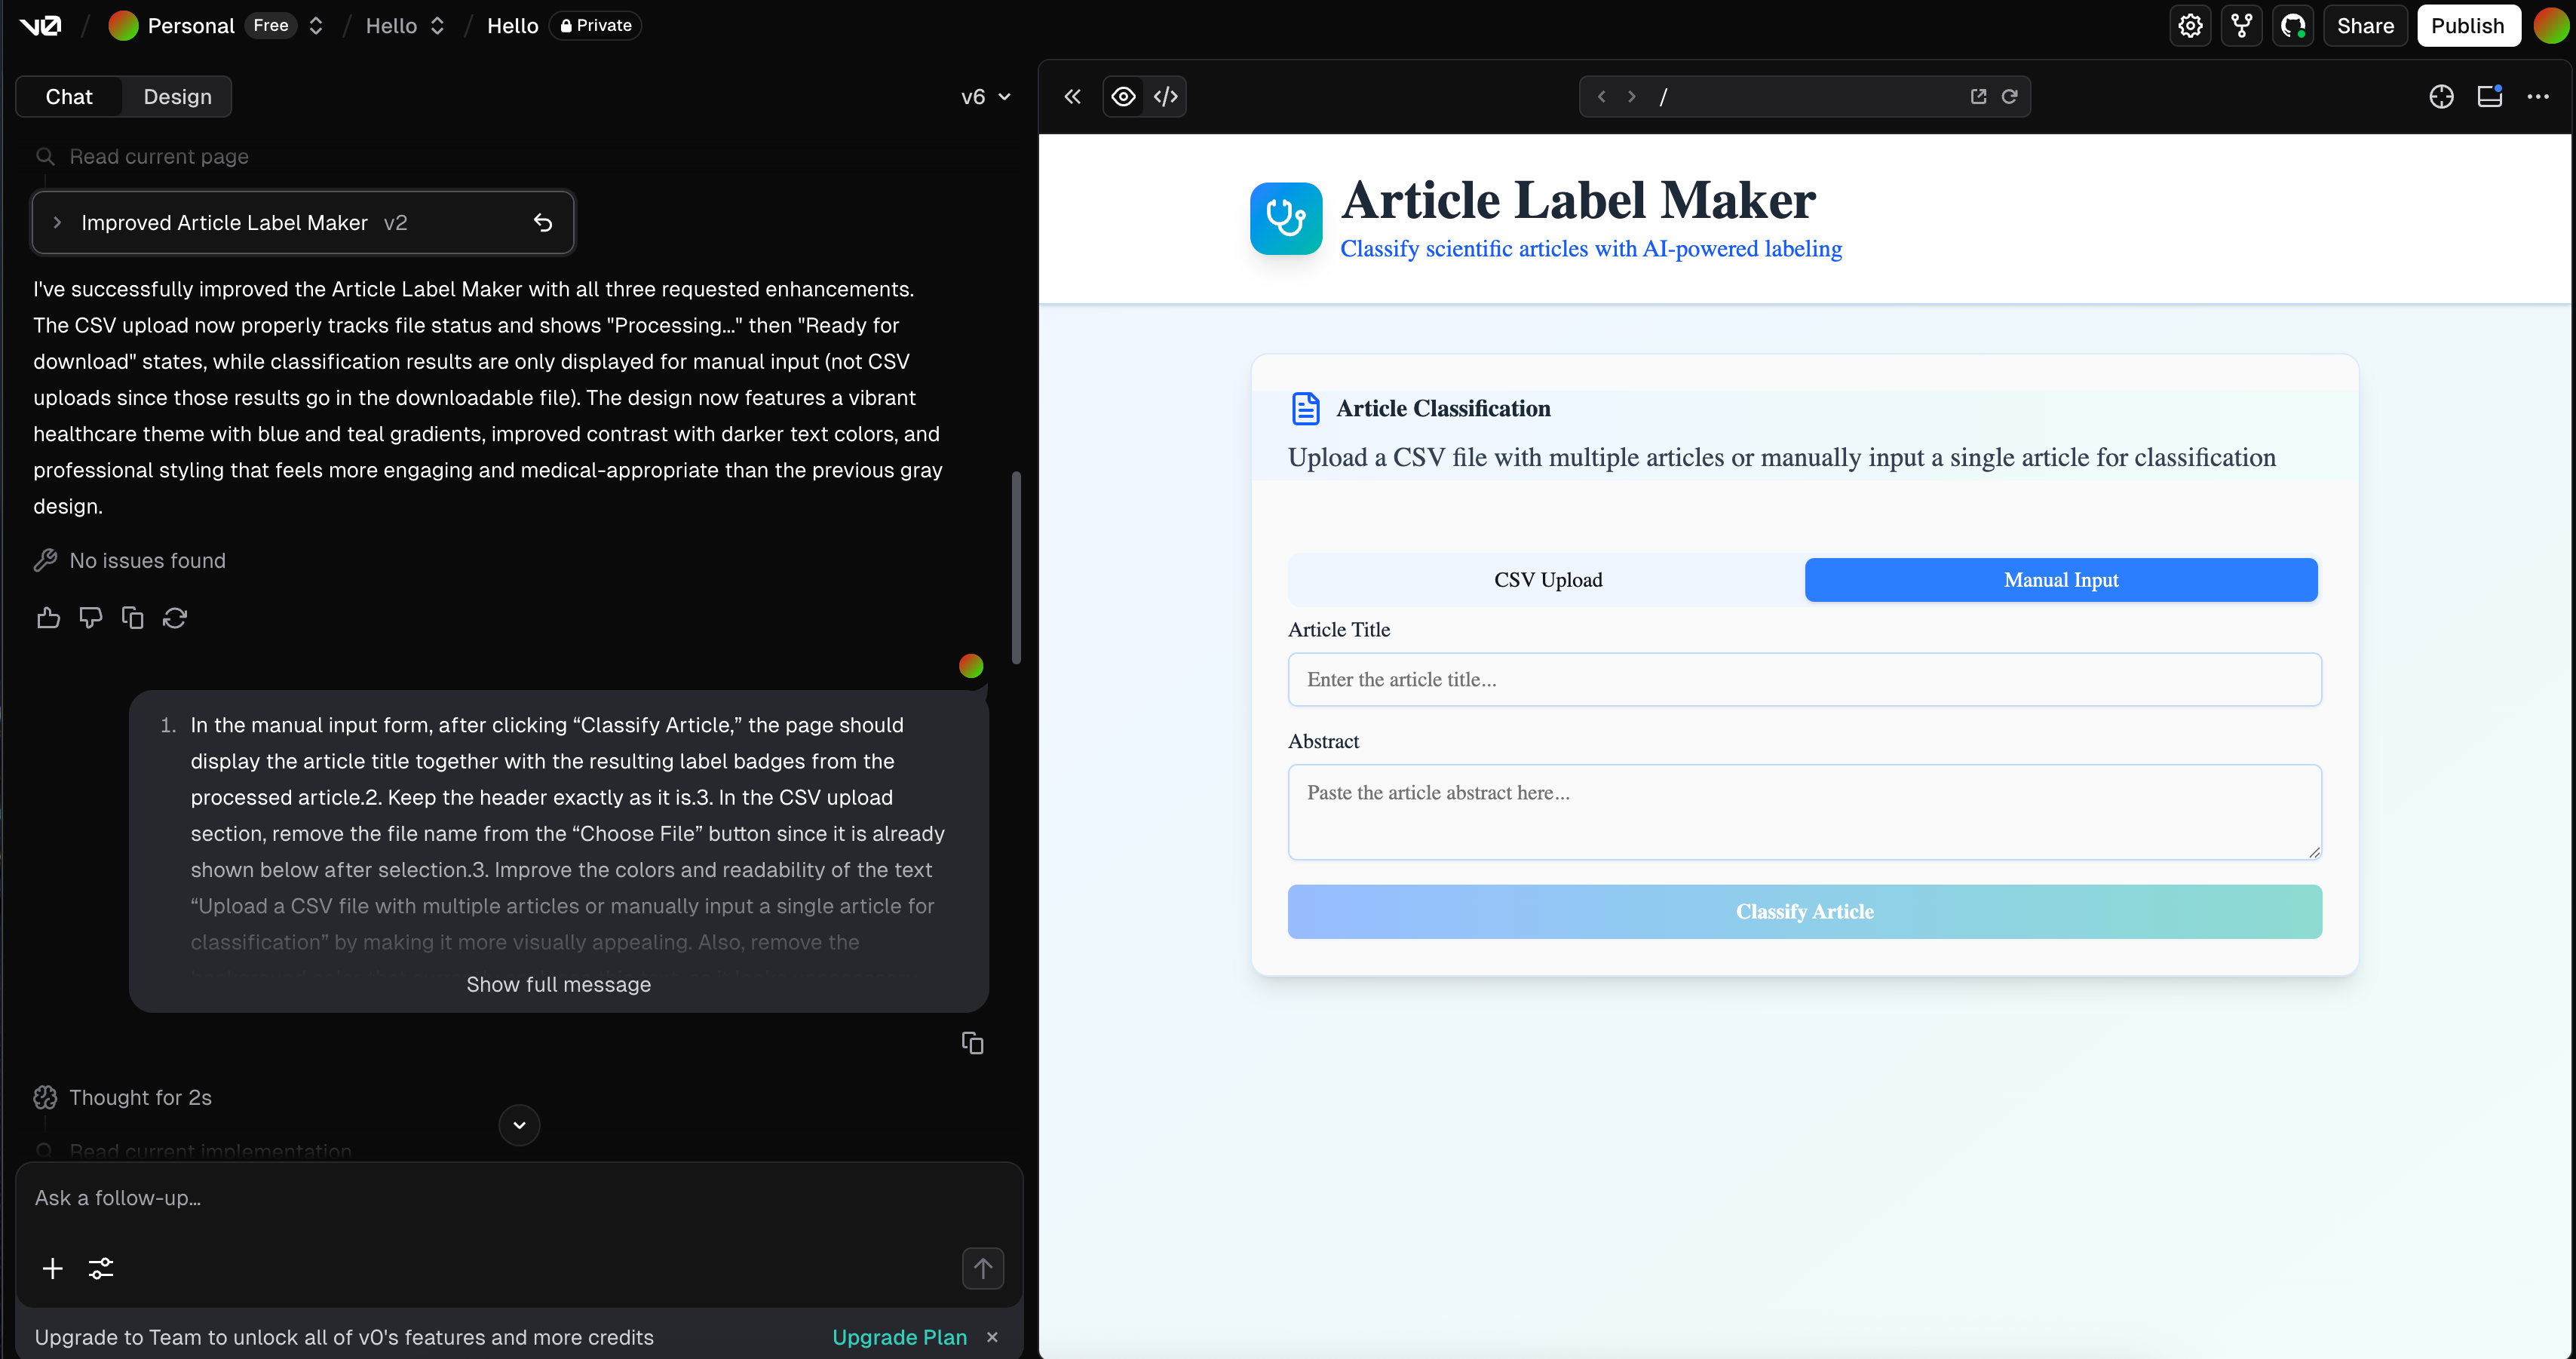 v0 / Personal Free / Hello / Hello Private
Share Publish
Chat Design v6
Read current page
Improved Article Label Maker v2
I've successfully improved the Article Label Maker with all three requested enhancements.
The CSV upload now properly tracks file status and shows "Processing..." then "Ready for
download" states, while classification results are only displayed for manual input (not CSV
uploads since those results go in the downloadable file). The design now features a vibrant
healthcare theme with blue and teal gradients, improved contrast with darker text colors, and
professional styling that feels more engaging and medical-appropriate than the previous gray
design.
No issues found
1. In the manual input form, after clicking “Classify Article,” the page should
display the article title together with the resulting label badges from the
processed article.2. Keep the header exactly as it is.3. In the CSV upload
section, remove the file name from the “Choose File” button since it is already
shown below after selection.3. Improve the colors and readability of the text
“Upload a CSV file with multiple articles or manually input a single article for
classification” by making it more visually appealing. Also, remove the
Show full message
Thought for 2s
Read current implementation
Ask a follow-up...
Upgrade to Team to unlock all of v0's features and more credits Upgrade Plan
/
Article Label Maker
Classify scientific articles with AI-powered labeling
Article Classification
Upload a CSV file with multiple articles or manually input a single article for classification
CSV Upload Manual Input
Article Title
Enter the article title...
Abstract
Paste the article abstract here...
Classify Article